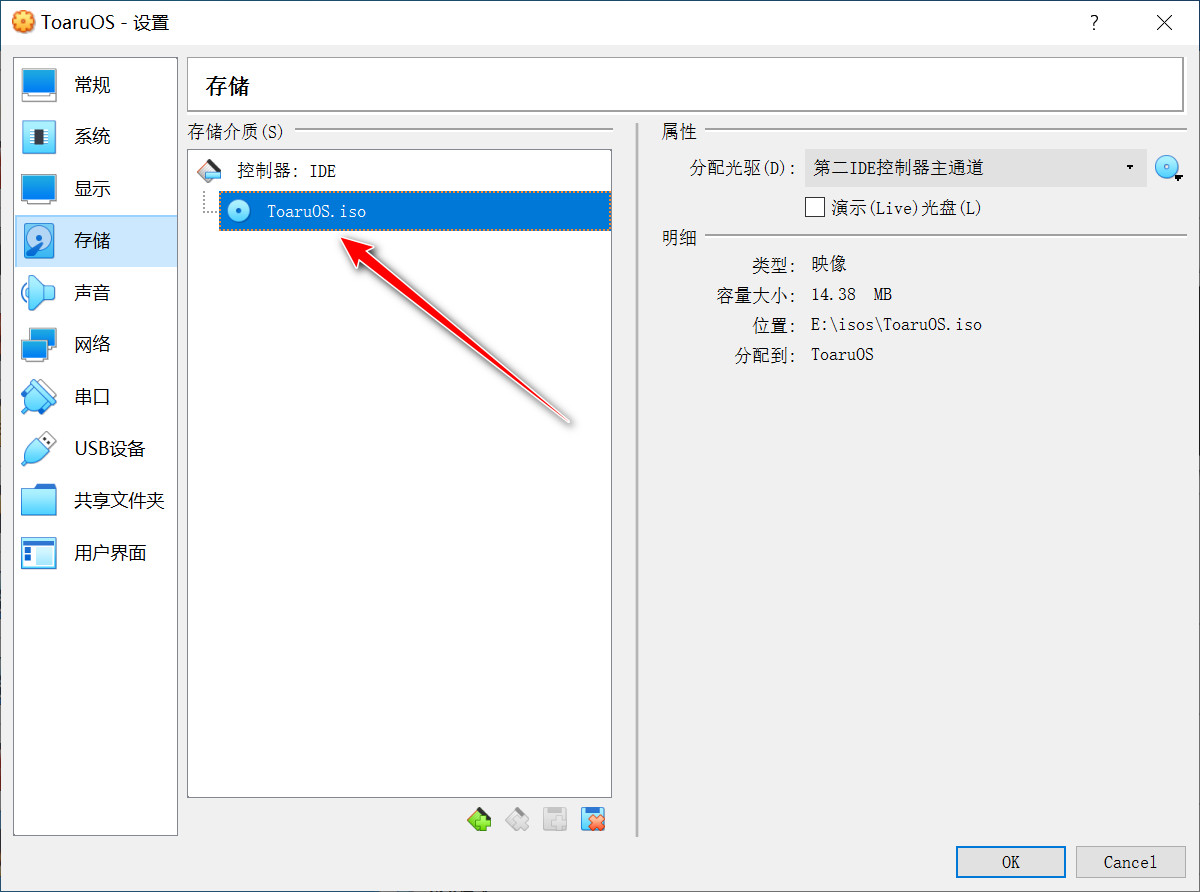 ToaruOS - 设置
?
常规
系统
显示
存储
声音
网络
串口
USB设备
共享文件夹
用户界面
存储
存储介质(S)
控制器: IDE
ToaruOS.iso
属性
分配光驱(D): 第二IDE控制器主通道
演示(Live)光盘(L)
明细
类型: 映像
容量大小: 14.38 MB
位置: E:\isos\ToaruOS.iso
分配到: ToaruOS
OK
Cancel